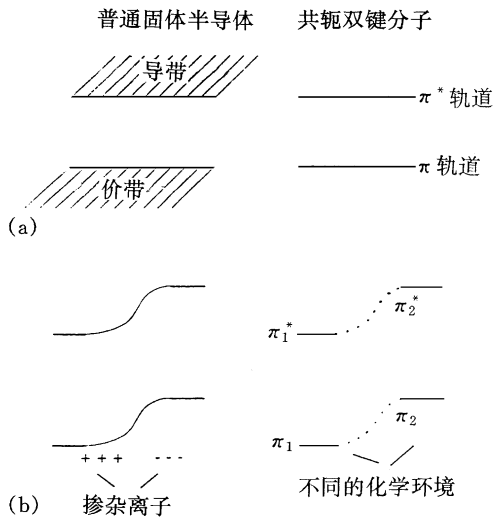 普通固体半导体 共轭双键分子
导带
π* 轨道
π 轨道
价带
(a)
π₁* π₂*
π₁ π₂
+ + + - - -
(b) 掺杂离子 不同的化学环境